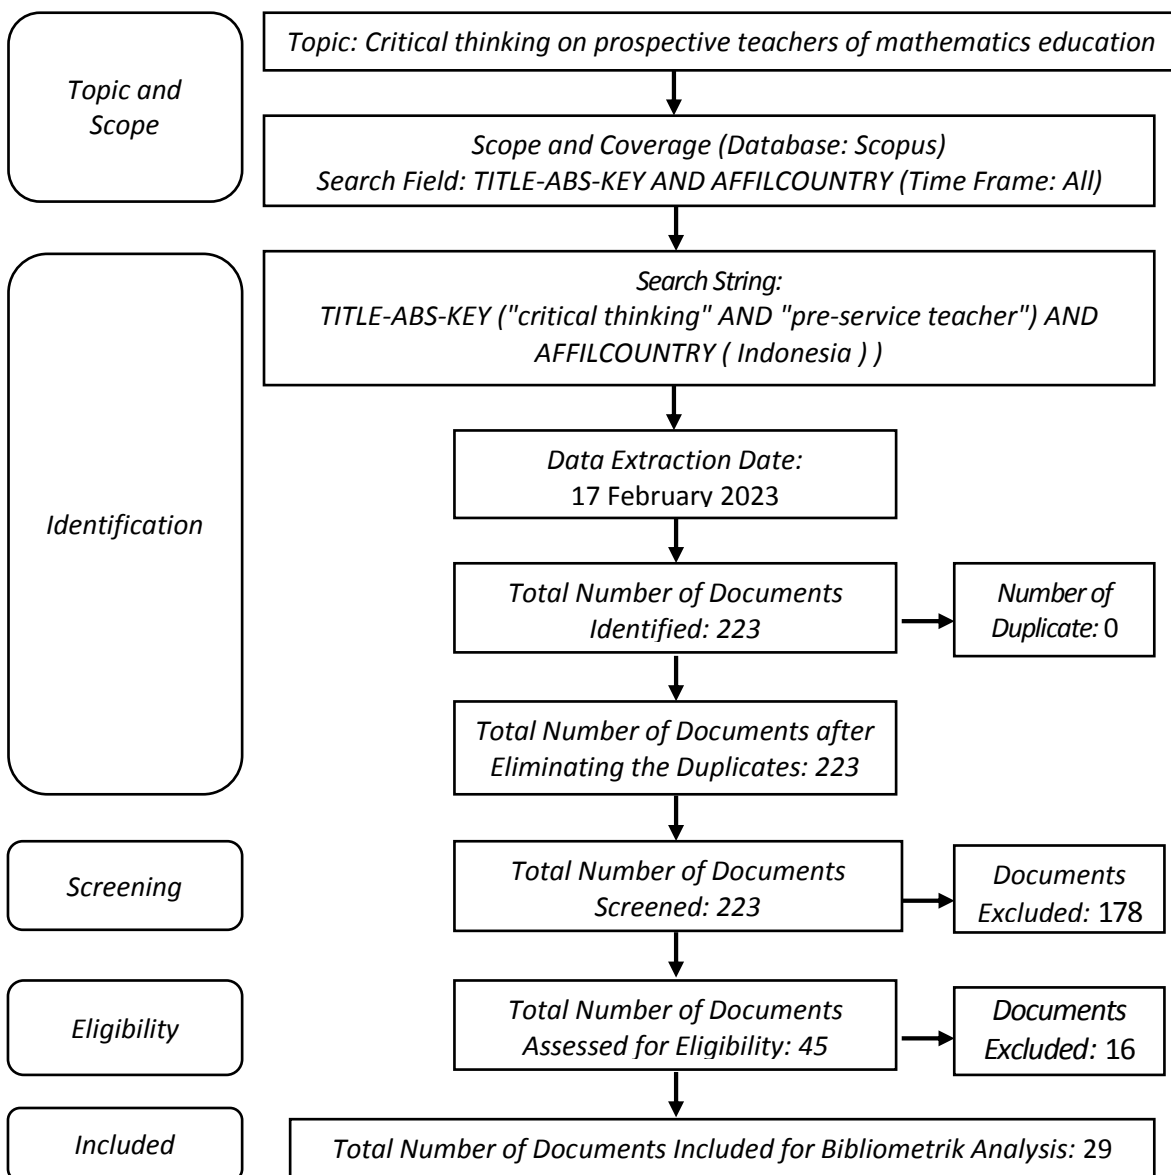 Topic and
Scope
Topic: Critical thinking on prospective teachers of mathematics education
Scope and Coverage (Database: Scopus)
Search Field: TITLE-ABS-KEY AND AFFILCOUNTRY (Time Frame: All)
Identification
Search String:
TITLE-ABS-KEY ("critical thinking" AND "pre-service teacher") AND
AFFILCOUNTRY ( Indonesia ) )
Data Extraction Date:
17 February 2023
Total Number of Documents
Identified: 223
Number of
Duplicate: 0
Total Number of Documents after
Eliminating the Duplicates: 223
Screening
Total Number of Documents
Screened: 223
Documents
Excluded: 178
Eligibility
Total Number of Documents
Assessed for Eligibility: 45
Documents
Excluded: 16
Included
Total Number of Documents Included for Bibliometrik Analysis: 29